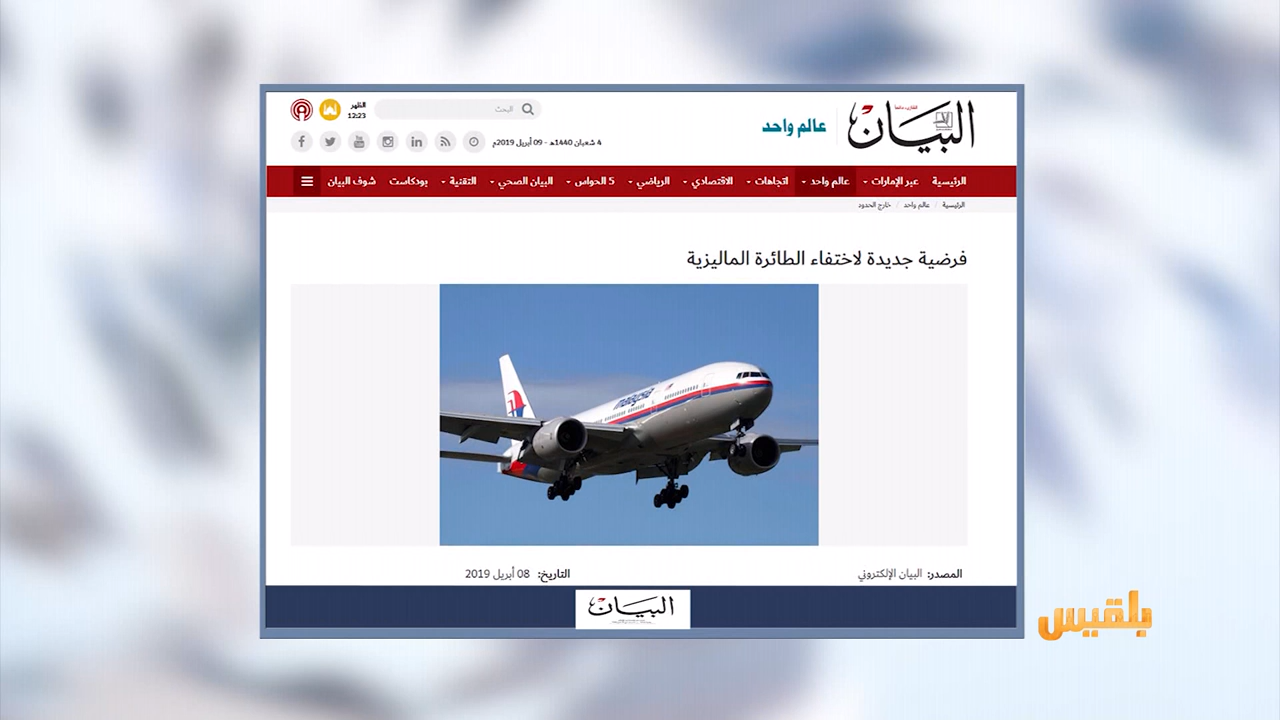 البيان
عالم واحد
البحث
الظهر
12:23
4 شعبان 1440هـ - 09 أبريل 2019م
الرئيسية عبر الإمارات عالم واحد اتجاهات الاقتصادي الرياضي 5 الحواس البيان الصحي التقنية بودكاست شوف البيان
الرئيسية / عالم واحد / خارج الحدود
فرضية جديدة لاختفاء الطائرة الماليزية
malaysia
المصدر: البيان الإلكتروني
التاريخ: 08 أبريل 2019
البيان
بلقيس